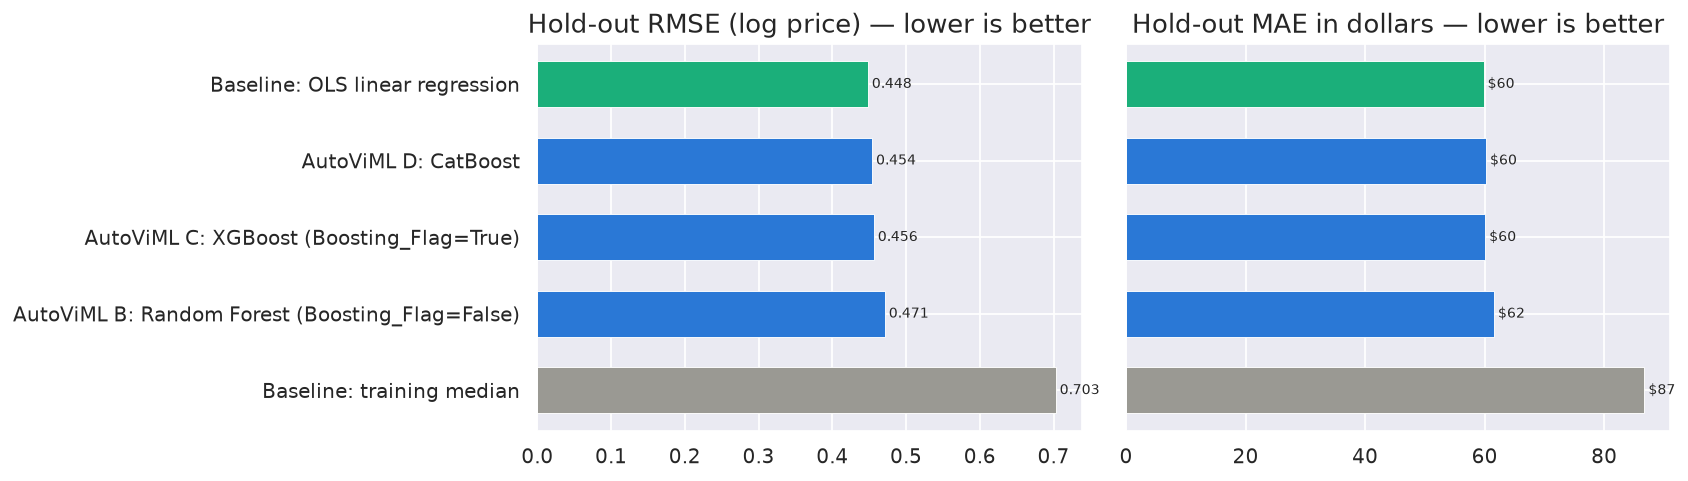 Hold-out RMSE (log price) — lower is better
Baseline: OLS linear regression
0.448
AutoViML D: CatBoost
0.454
AutoViML C: XGBoost (Boosting_Flag=True)
0.456
AutoViML B: Random Forest (Boosting_Flag=False)
0.471
Baseline: training median
0.703
0.0 0.1 0.2 0.3 0.4 0.5 0.6 0.7
Hold-out MAE in dollars — lower is better
$60
$60
$60
$62
$87
0 20 40 60 80